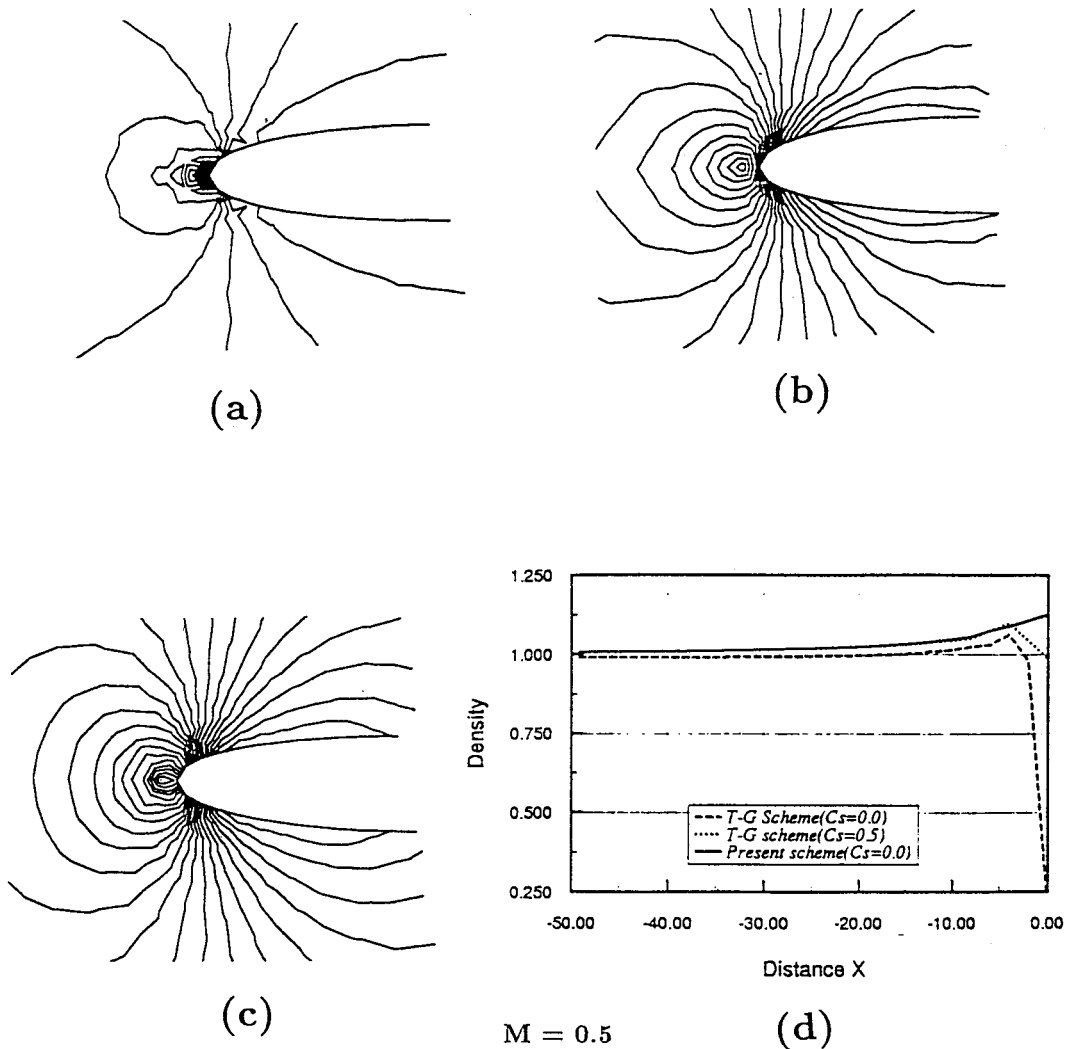 (a)
(b)
(c)
1.250
1.000
0.750
0.500
0.250
Density
T-G Scheme(Cs=0.0)
T-G scheme(Cs=0.5)
Present scheme(Cs=0.0)
-50.00 -40.00 -30.00 -20.00 -10.00 0.00
Distance X
M = 0.5
(d)